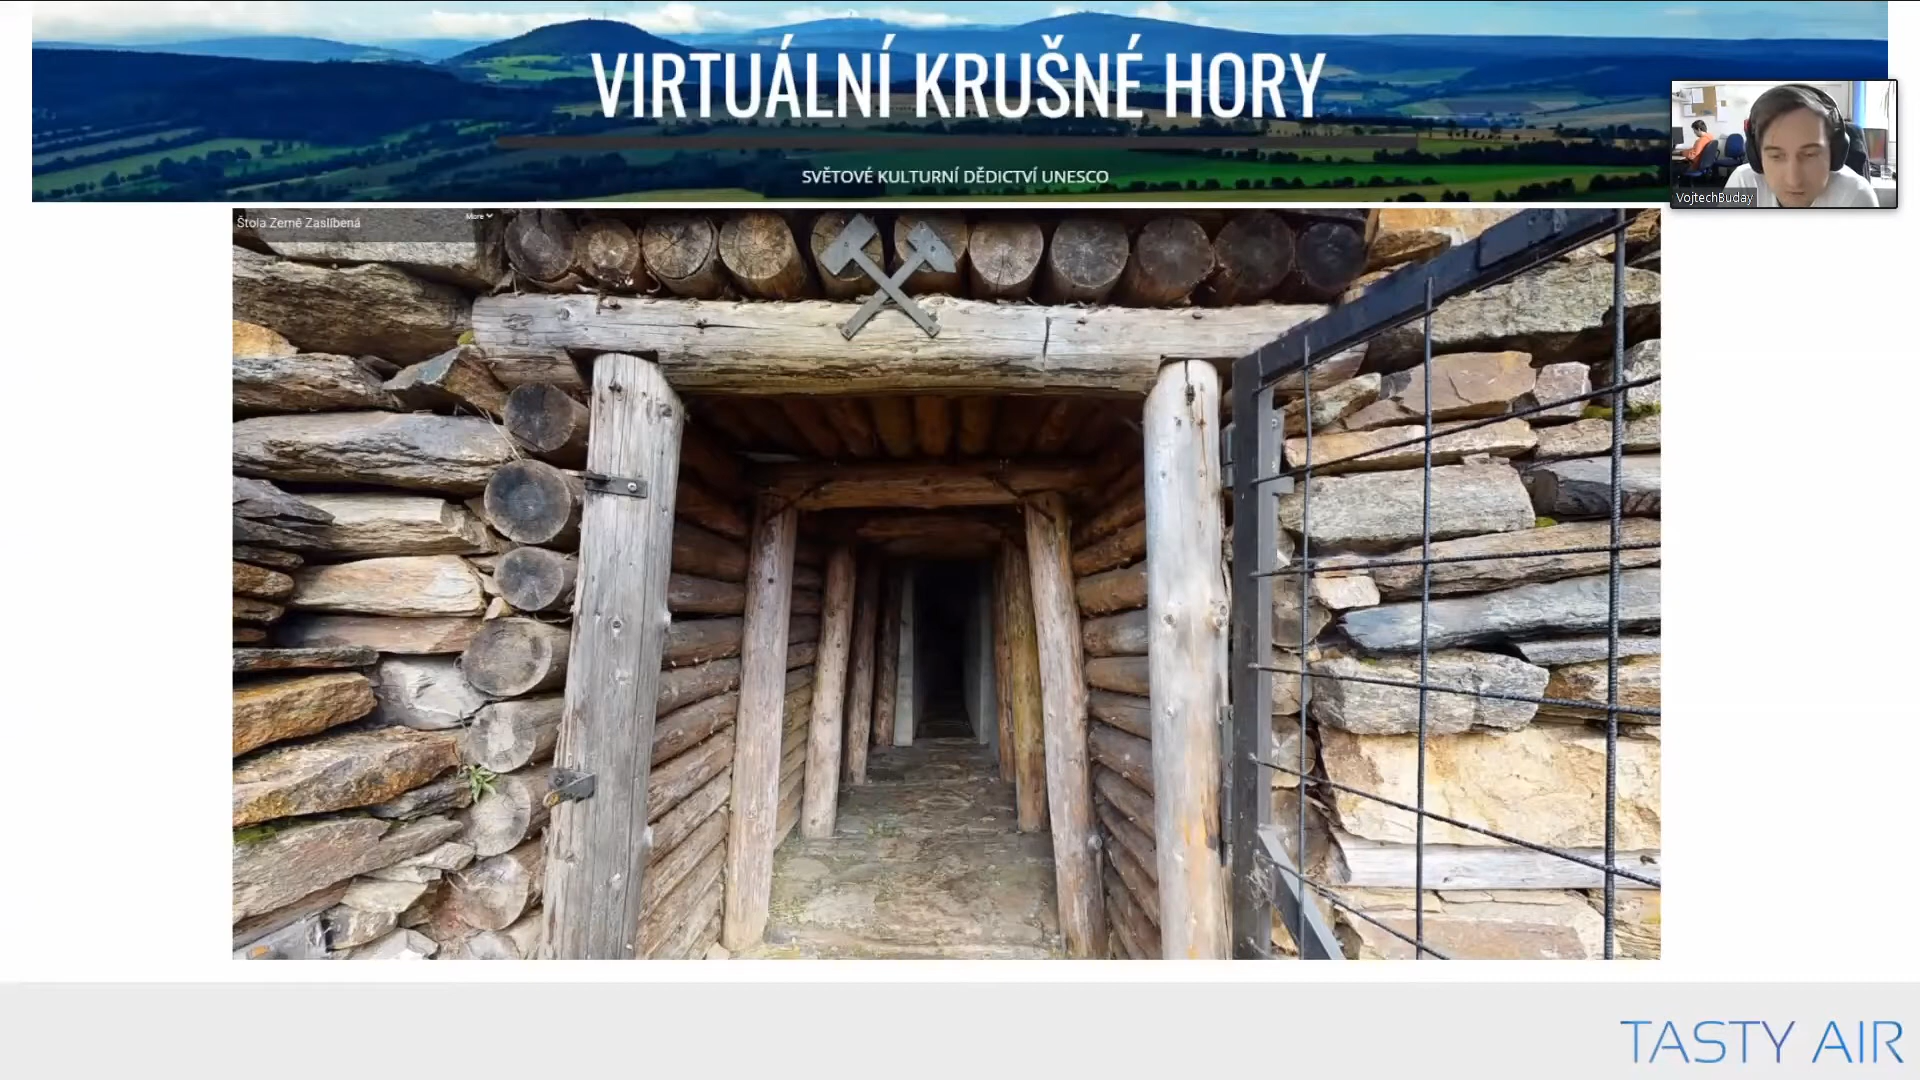 VIRTUÁLNÍ KRUŠNÉ HORY
SVĚTOVÉ KULTURNÍ DĚDICTVÍ UNESCO
VojtechBuday
Štola Země Zaslíbená
More
TASTY AIR